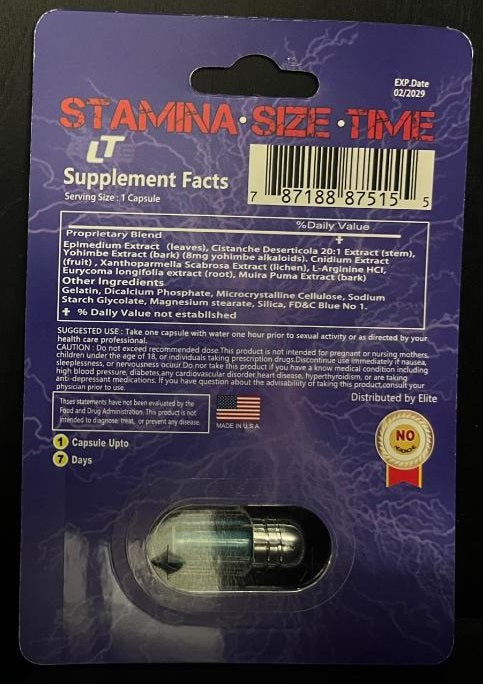 EXP.Date
02/2029
STAMINA·SIZE·TIME
LT
Supplement Facts
Serving Size : 1 Capsule
7 87188 87515 5
%Daily Value
Proprietary Blend †
Epimedium Extract (leaves), Cistanche Deserticola 20:1 Extract (stem),
Yohimbe Extract (bark) (8mg yohimbe alkaloids). Cnidium Extract
(fruit) , Xanthoparmella Scabrosa Extract (lichen), L-Arginine HCl,
Eurycoma longifolia extract (root), Muira Puma Extract (bark)
Other Ingredients
Gelatin, Dicalcium Phosphate, Microcrystalline Cellulose, Sodium
Starch Glycolate, Magnesium stearate, Silica, FD&C Blue No 1.
† % Daily Value not established
SUGGESTED USE : Take one capsule with water one hour prior to sexual activity or as directed by your
health care professional.
CAUTION : Do not exceed recommended dose.This product is not intended for pregnant or nursing mothers,
children under the age of 18, or individuals taking prescription drugs.Discontinue use immediately if nausea,
sleeplessness, or nervousness occur.Do nor take this product if you have a know medical condition including
high blood pressure, diabetes,any cardiovascular disorder,heart disease, hyperthyroidism, or are taking
anti-depressant medications. If you have question about the advisability of taking this product,consult your
physcian prior to use.
Thses statements have not been evaluated by the
Food and Drug Administration. This product is not
intended to diagnose. treat, or prevent any disease.
MADE IN U.S.A
Distributed by Elite
1 Capsule Upto
7 Days
NO
HEADACHE